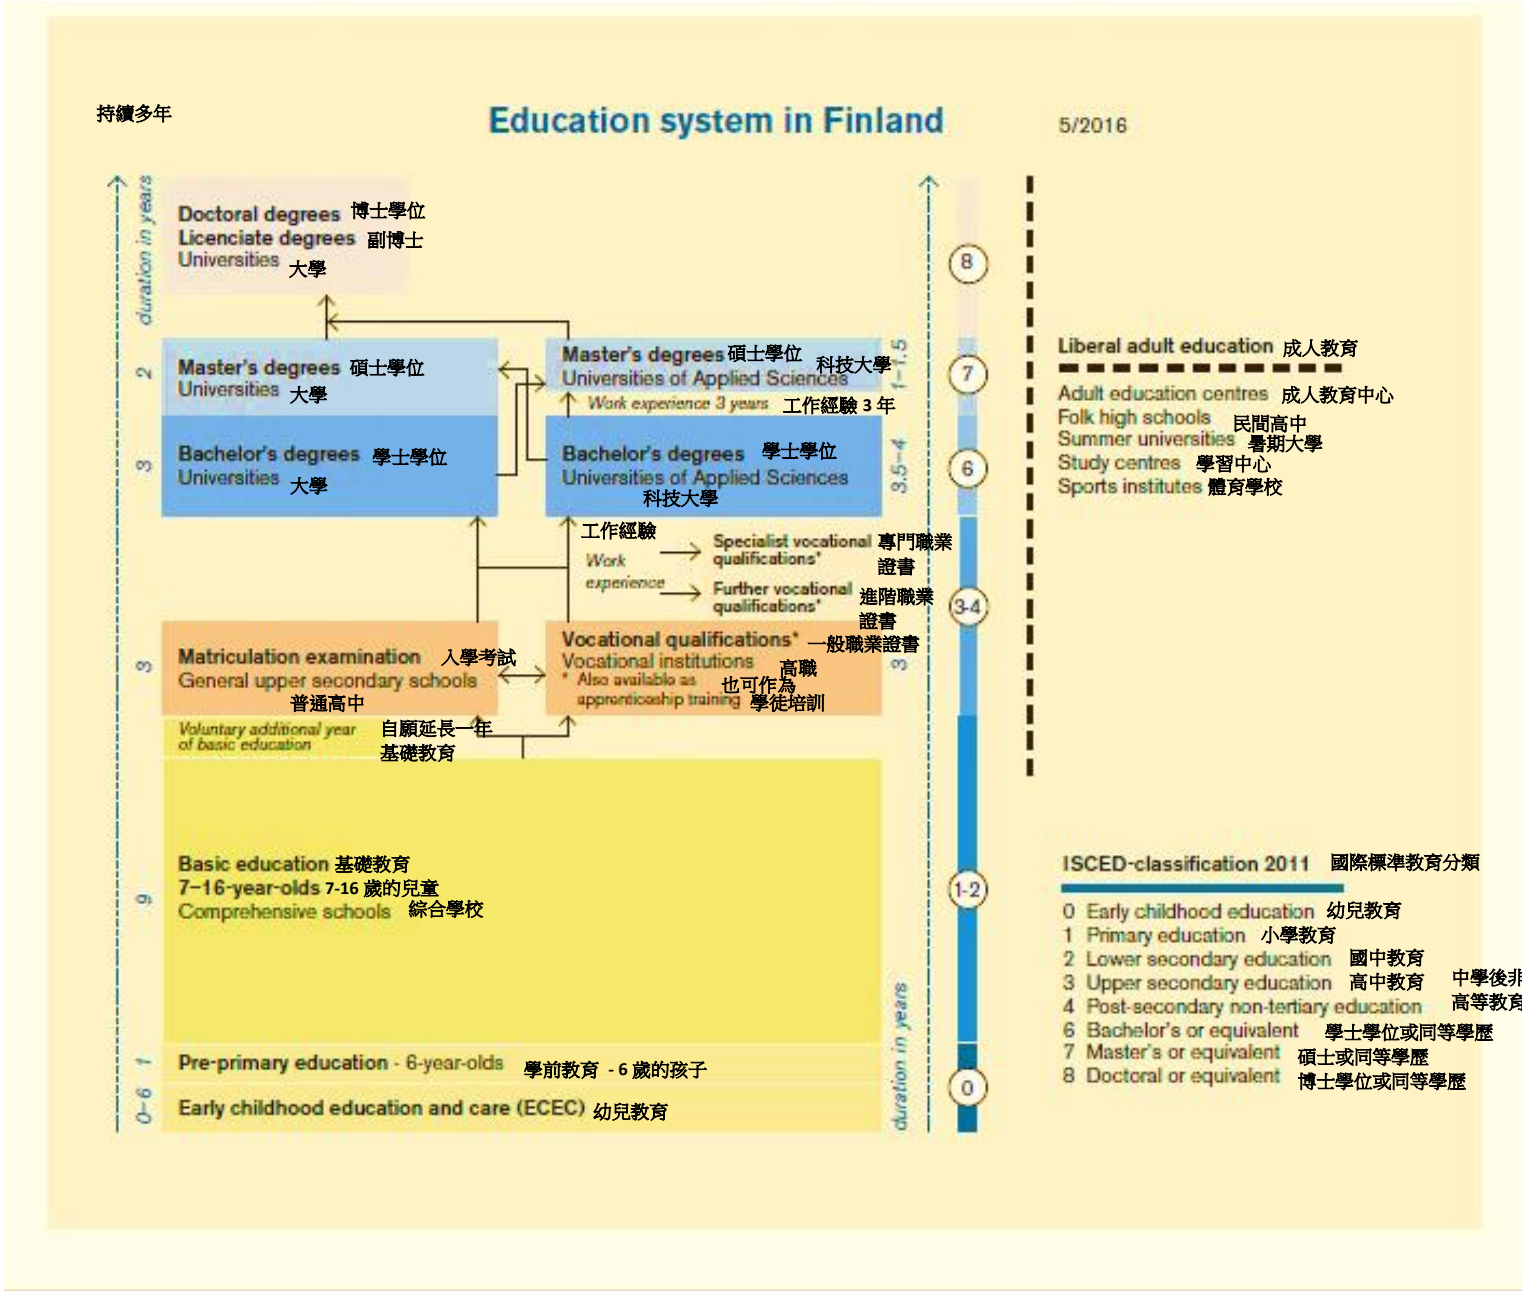 持續多年
Education system in Finland
5/2016
duration in years
Doctoral degrees 博士學位
Licenciate degrees 副博士
Universities 大學
8
2
Master's degrees 碩士學位
Universities 大學
Master's degrees 碩士學位
科技大學
Universities of Applied Sciences
1–1.5
7
Work experience 3 years 工作經驗 3 年
3
Bachelor's degrees 學士學位
Universities 大學
Bachelor's degrees 學士學位
Universities of Applied Sciences
科技大學
3.5–4
6
工作經驗
Work
experience
Specialist vocational 專門職業
qualifications* 證書
Further vocational 進階職業
qualifications* 證書
3-4
3
Matriculation examination 入學考試
General upper secondary schools
普通高中
Vocational qualifications* 一般職業證書
Vocational institutions 高職
* Also available as 也可作為
apprenticeship training 學徒培訓
3
Voluntary additional year 自願延長一年
of basic education 基礎教育
9
Basic education 基礎教育
7–16-year-olds 7-16 歲的兒童
Comprehensive schools 綜合學校
1-2
1
Pre-primary education - 6-year-olds 學前教育 - 6 歲的孩子
0–6
Early childhood education and care (ECEC) 幼兒教育
duration in years
0
Liberal adult education 成人教育
Adult education centres 成人教育中心
Folk high schools 民間高中
Summer universities 暑期大學
Study centres 學習中心
Sports institutes 體育學校
ISCED-classification 2011 國際標準教育分類
0 Early childhood education 幼兒教育
1 Primary education 小學教育
2 Lower secondary education 國中教育
3 Upper secondary education 高中教育 中學後非
4 Post-secondary non-tertiary education 高等教育
6 Bachelor's or equivalent 學士學位或同等學歷
7 Master's or equivalent 碩士或同等學歷
8 Doctoral or equivalent 博士學位或同等學歷